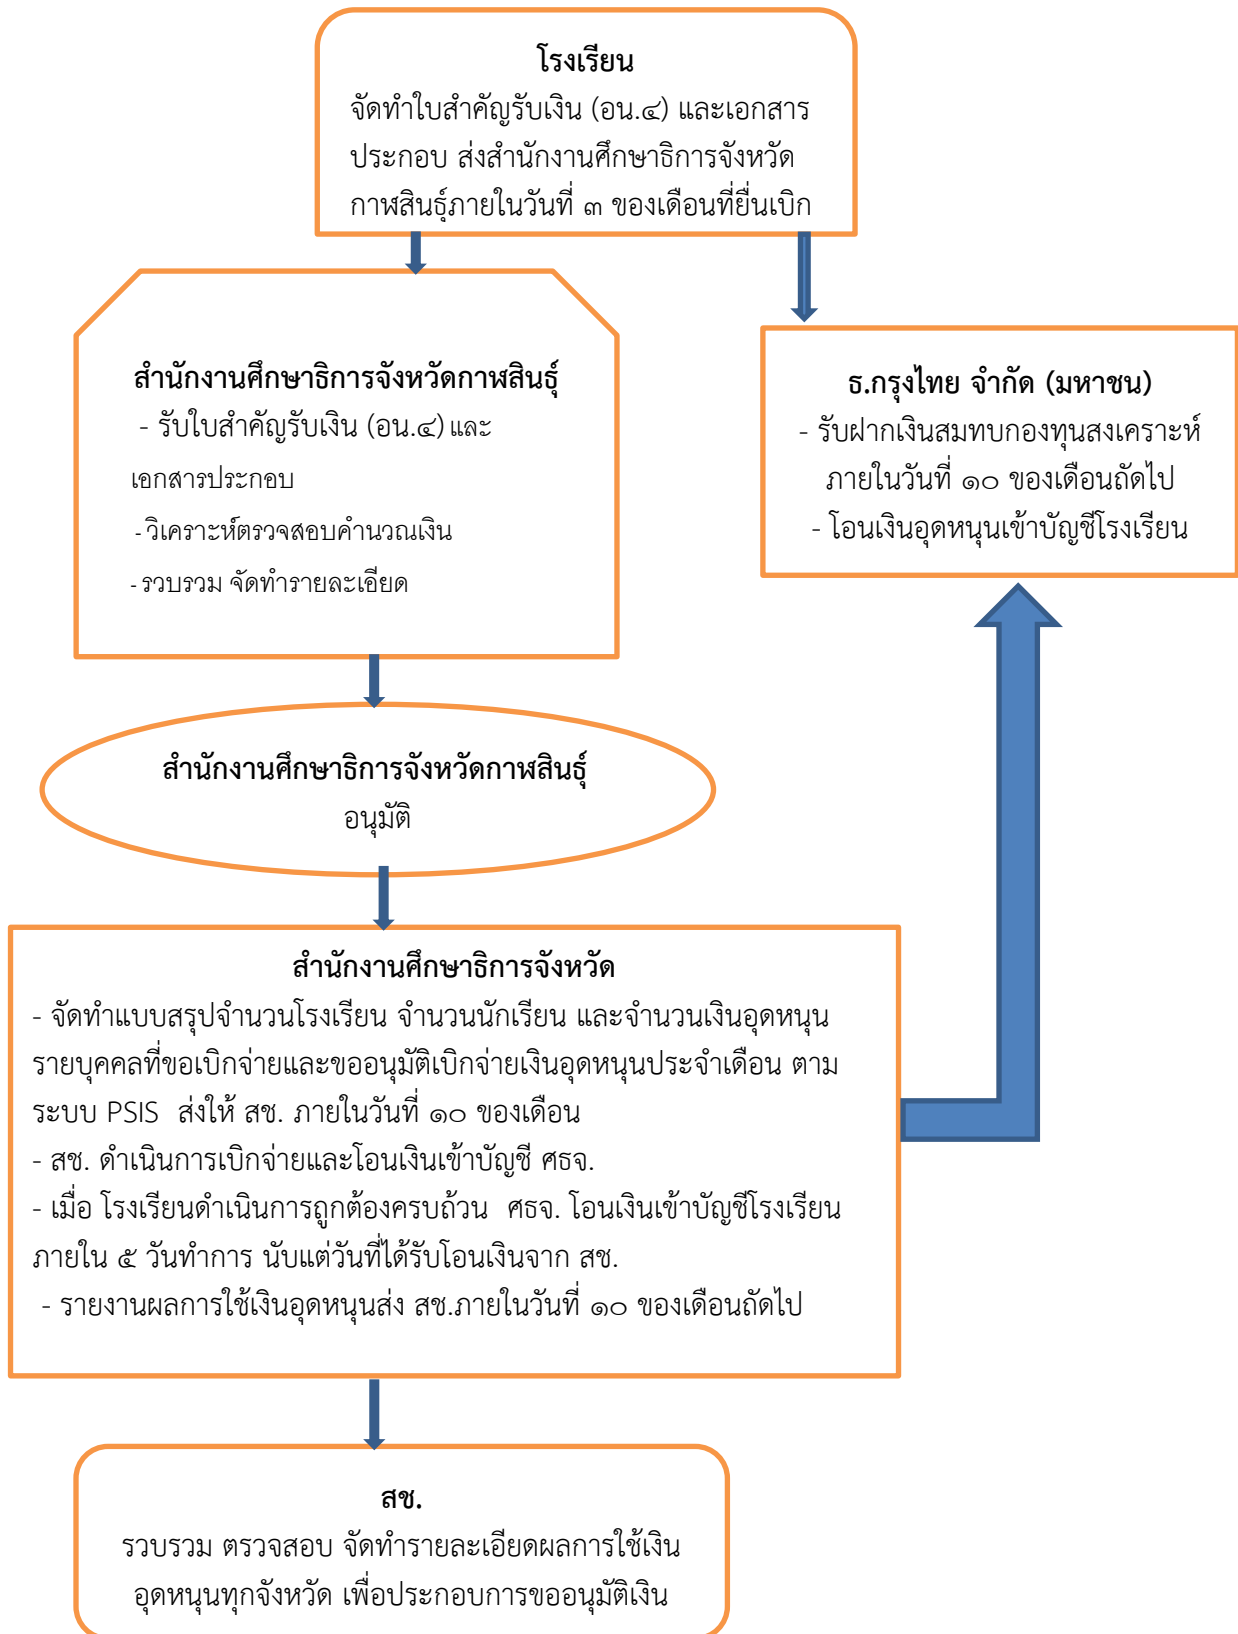 โรงเรียน
จัดทำใบสำคัญรับเงิน (อน.๔) และเอกสาร
ประกอบ ส่งสำนักงานศึกษาธิการจังหวัด
กาฬสินธุ์ภายในวันที่ ๓ ของเดือนที่ยื่นเบิก
สำนักงานศึกษาธิการจังหวัดกาฬสินธุ์
- รับใบสำคัญรับเงิน (อน.๔) และ
เอกสารประกอบ
- วิเคราะห์ตรวจสอบคำนวณเงิน
- รวบรวม จัดทำรายละเอียด
ธ.กรุงไทย จำกัด (มหาชน)
- รับฝากเงินสมทบกองทุนสงเคราะห์
ภายในวันที่ ๑๐ ของเดือนถัดไป
- โอนเงินอุดหนุนเข้าบัญชีโรงเรียน
สำนักงานศึกษาธิการจังหวัดกาฬสินธุ์
อนุมัติ
สำนักงานศึกษาธิการจังหวัด
- จัดทำแบบสรุปจำนวนโรงเรียน จำนวนนักเรียน และจำนวนเงินอุดหนุน
รายบุคคลที่ขอเบิกจ่ายและขออนุมัติเบิกจ่ายเงินอุดหนุนประจำเดือน ตาม
ระบบ PSIS ส่งให้ สช. ภายในวันที่ ๑๐ ของเดือน
- สช. ดำเนินการเบิกจ่ายและโอนเงินเข้าบัญชี ศธจ.
- เมื่อ โรงเรียนดำเนินการถูกต้องครบถ้วน ศธจ. โอนเงินเข้าบัญชีโรงเรียน
ภายใน ๕ วันทำการ นับแต่วันที่ได้รับโอนเงินจาก สช.
- รายงานผลการใช้เงินอุดหนุนส่ง สช.ภายในวันที่ ๑๐ ของเดือนถัดไป
สช.
รวบรวม ตรวจสอบ จัดทำรายละเอียดผลการใช้เงิน
อุดหนุนทุกจังหวัด เพื่อประกอบการขออนุมัติเงิน